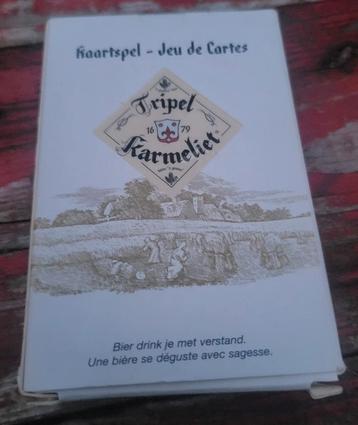 Kaartspel - Jeu de Cartes
Tripel
16 79
Karmeliet
Bier drink je met verstand.
Une bière se déguste avec sagesse.